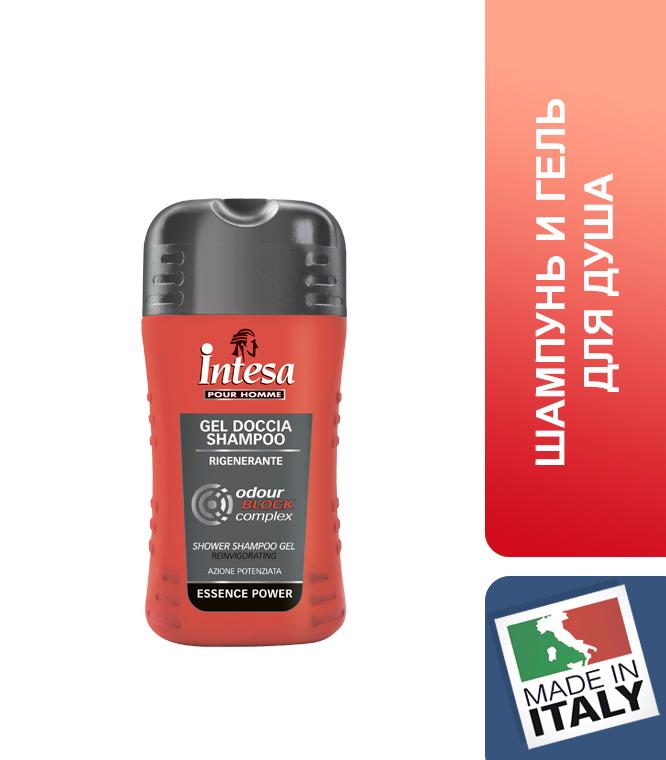 intesa
POUR HOMME
GEL DOCCIA
SHAMPOO
RIGENERANTE
odour
BLOCK
complex
SHOWER SHAMPOO GEL
REINVIGORATING
AZIONE POTENZIATA
ESSENCE POWER
ШАМПУНЬ И ГЕЛЬ
ДЛЯ ДУША
MADE IN
ITALY